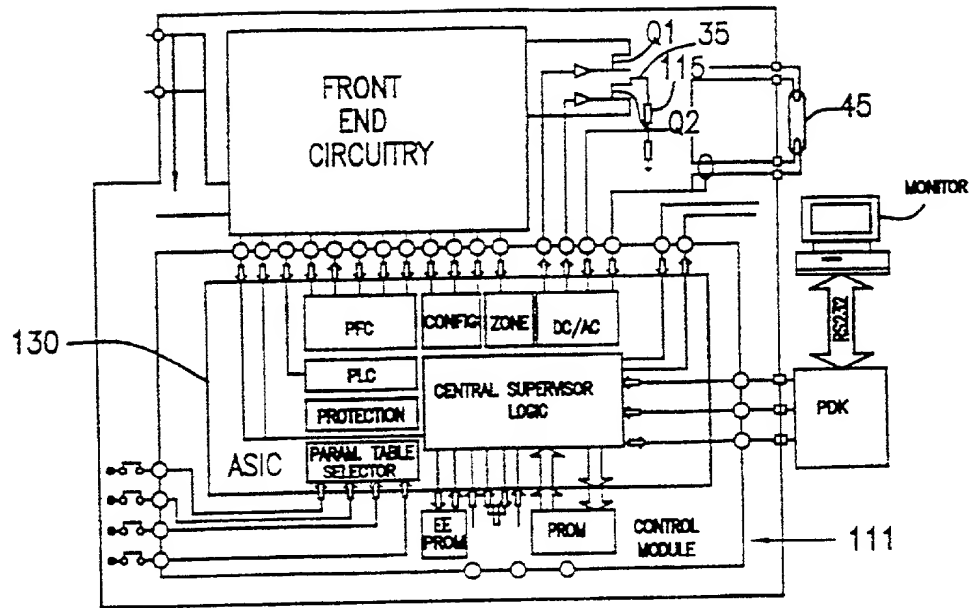 Q1
35
115
FRONT
END
CIRCUITRY
Q2
45
MONITOR
RS232
130
PFC
CONFIG
ZONE
DC/AC
PLC
CENTRAL SUPERVISOR
LOGIC
PDK
PROTECTION
ASIC
PARAM. TABLE
SELECTOR
EE
PROM
PROM
CONTROL
MODULE
111